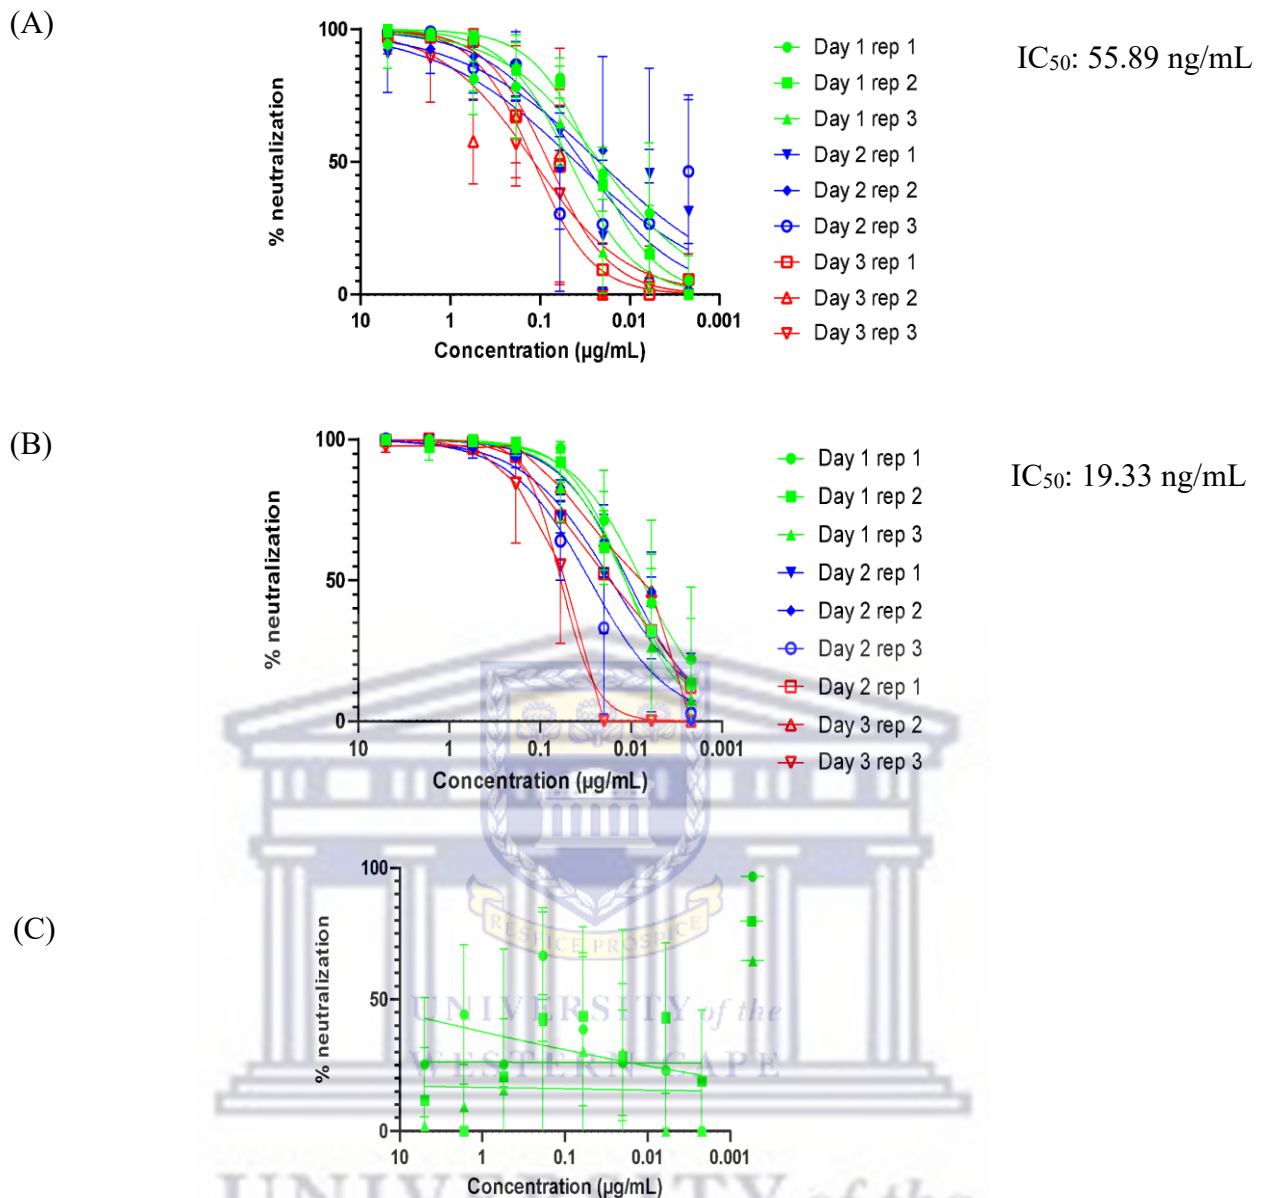 (A)
100
50
0
% neutralization
10 1 0.1 0.01 0.001
Concentration (µg/mL)
Day 1 rep 1
Day 1 rep 2
Day 1 rep 3
Day 2 rep 1
Day 2 rep 2
Day 2 rep 3
Day 3 rep 1
Day 3 rep 2
Day 3 rep 3
IC₅₀: 55.89 ng/mL
(B)
100
50
0
% neutralization
10 1 0.1 0.01 0.001
Concentration (µg/mL)
Day 1 rep 1
Day 1 rep 2
Day 1 rep 3
Day 2 rep 1
Day 2 rep 2
Day 2 rep 3
Day 2 rep 1
Day 3 rep 2
Day 3 rep 3
IC₅₀: 19.33 ng/mL
(C)
100
50
0
% neutralization
10 1 0.1 0.01 0.001
Concentration (µg/mL)
RESPICE PROSPICE
UNIVERSITY of the
WESTERN CAPE
UNIVERSITY of the